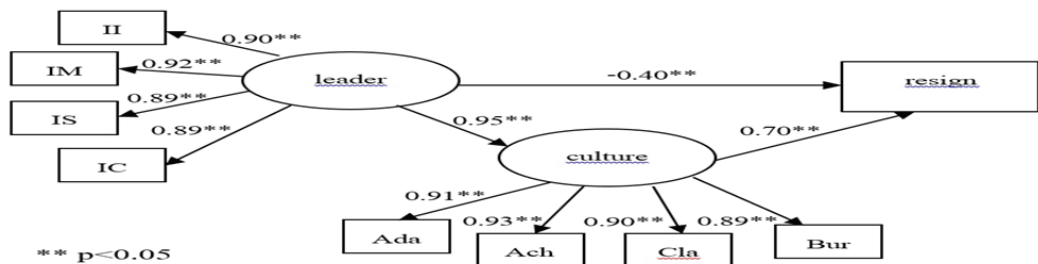 II
0.90**
IM
0.92**
leader
-0.40**
resign
IS
0.89**
0.89**
0.95**
0.70**
IC
culture
0.91**
0.93**
0.90**
0.89**
Ada
Ach
Cla
Bur
** p<0.05